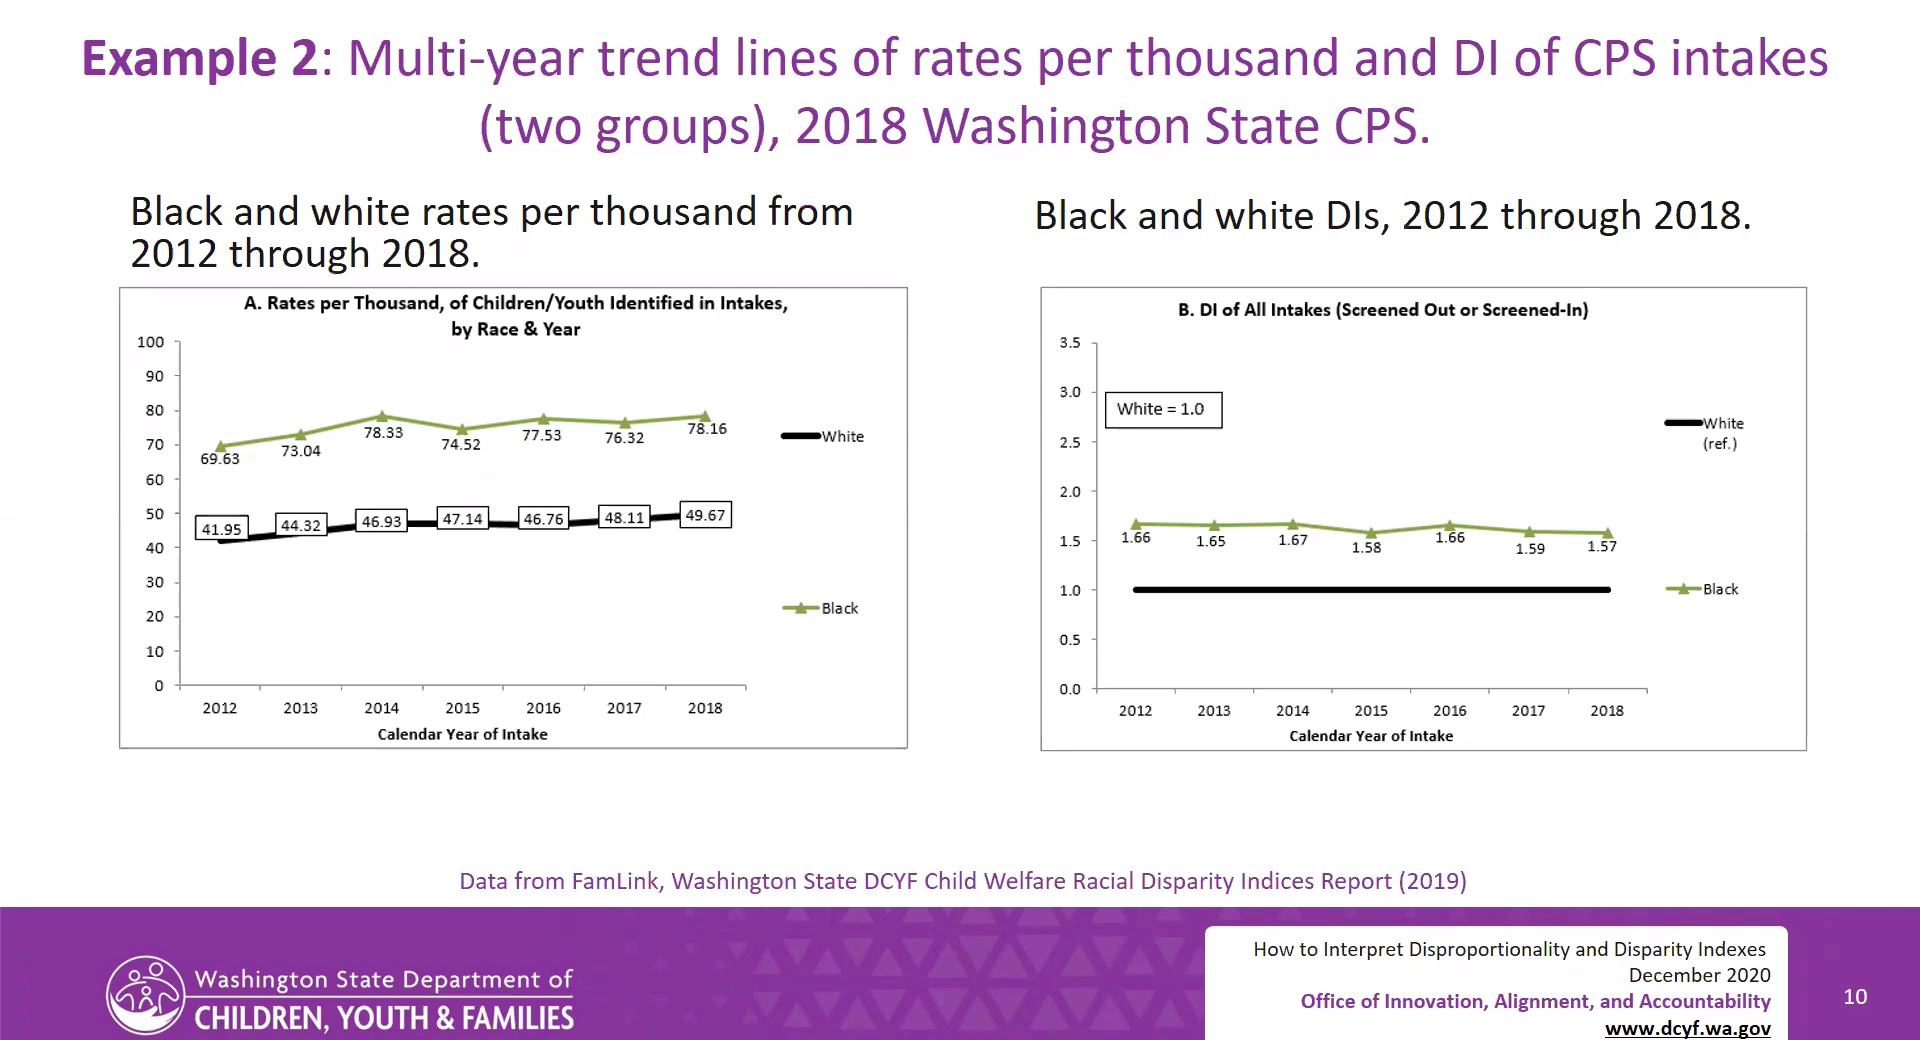 Example 2: Multi-year trend lines of rates per thousand and DI of CPS intakes
(two groups), 2018 Washington State CPS.
Black and white rates per thousand from
2012 through 2018.
A. Rates per Thousand, of Children/Youth Identified in Intakes,
by Race & Year
100
90
80
70
60
50
40
30
20
10
0
69.63
73.04
78.33
74.52
77.53
76.32
78.16
41.95
44.32
46.93
47.14
46.76
48.11
49.67
White
Black
2012 2013 2014 2015 2016 2017 2018
Calendar Year of Intake
Black and white DIs, 2012 through 2018.
B. DI of All Intakes (Screened Out or Screened-In)
3.5
3.0
2.5
2.0
1.5
1.0
0.5
0.0
White = 1.0
1.66
1.65
1.67
1.58
1.66
1.59
1.57
White
(ref.)
Black
2012 2013 2014 2015 2016 2017 2018
Calendar Year of Intake
Data from FamLink, Washington State DCYF Child Welfare Racial Disparity Indices Report (2019)
Washington State Department of
CHILDREN, YOUTH & FAMILIES
How to Interpret Disproportionality and Disparity Indexes
December 2020
Office of Innovation, Alignment, and Accountability
www.dcyf.wa.gov
10